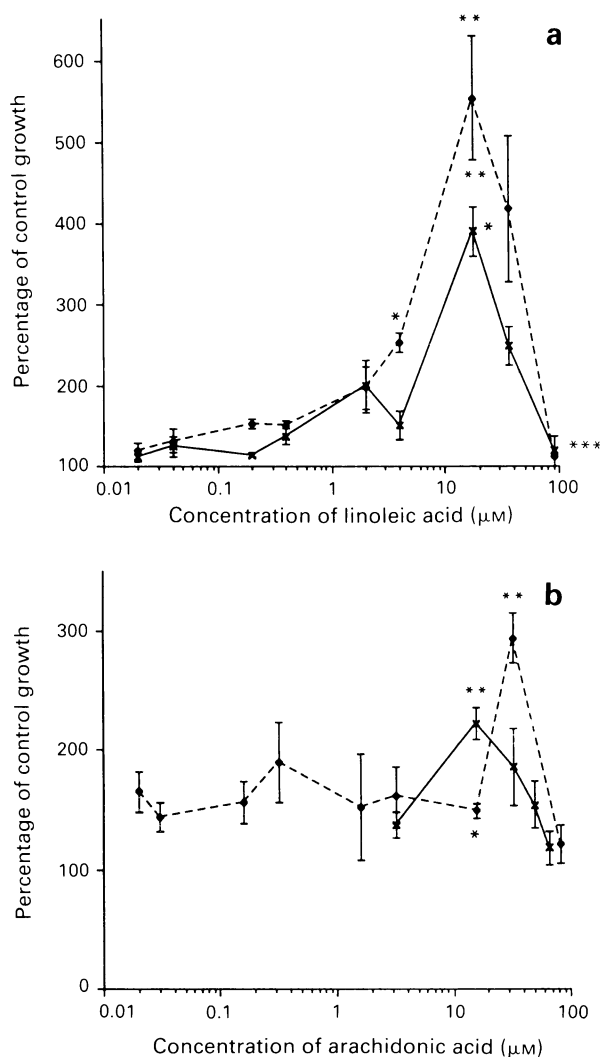 **
a
600
500
**
400
*
300
*
200
100
***
0.01 0.1 1 10 100
Percentage of control growth
Concentration of linoleic acid (µM)
b
**
300
**
200
*
100
0
0.01 0.1 1 10 100
Percentage of control growth
Concentration of arachidonic acid (µM)